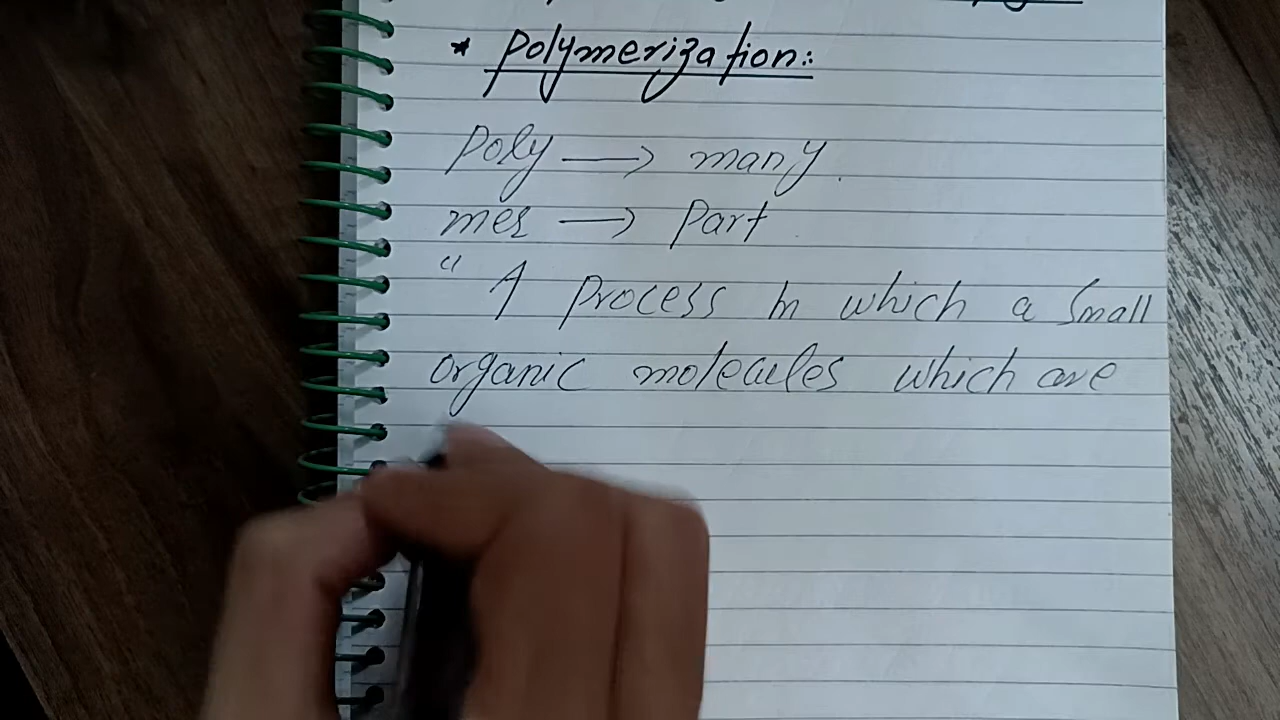 * Polymerization:
Poly → many.
mer → Part
" A Process in which a small
organic molecules which are